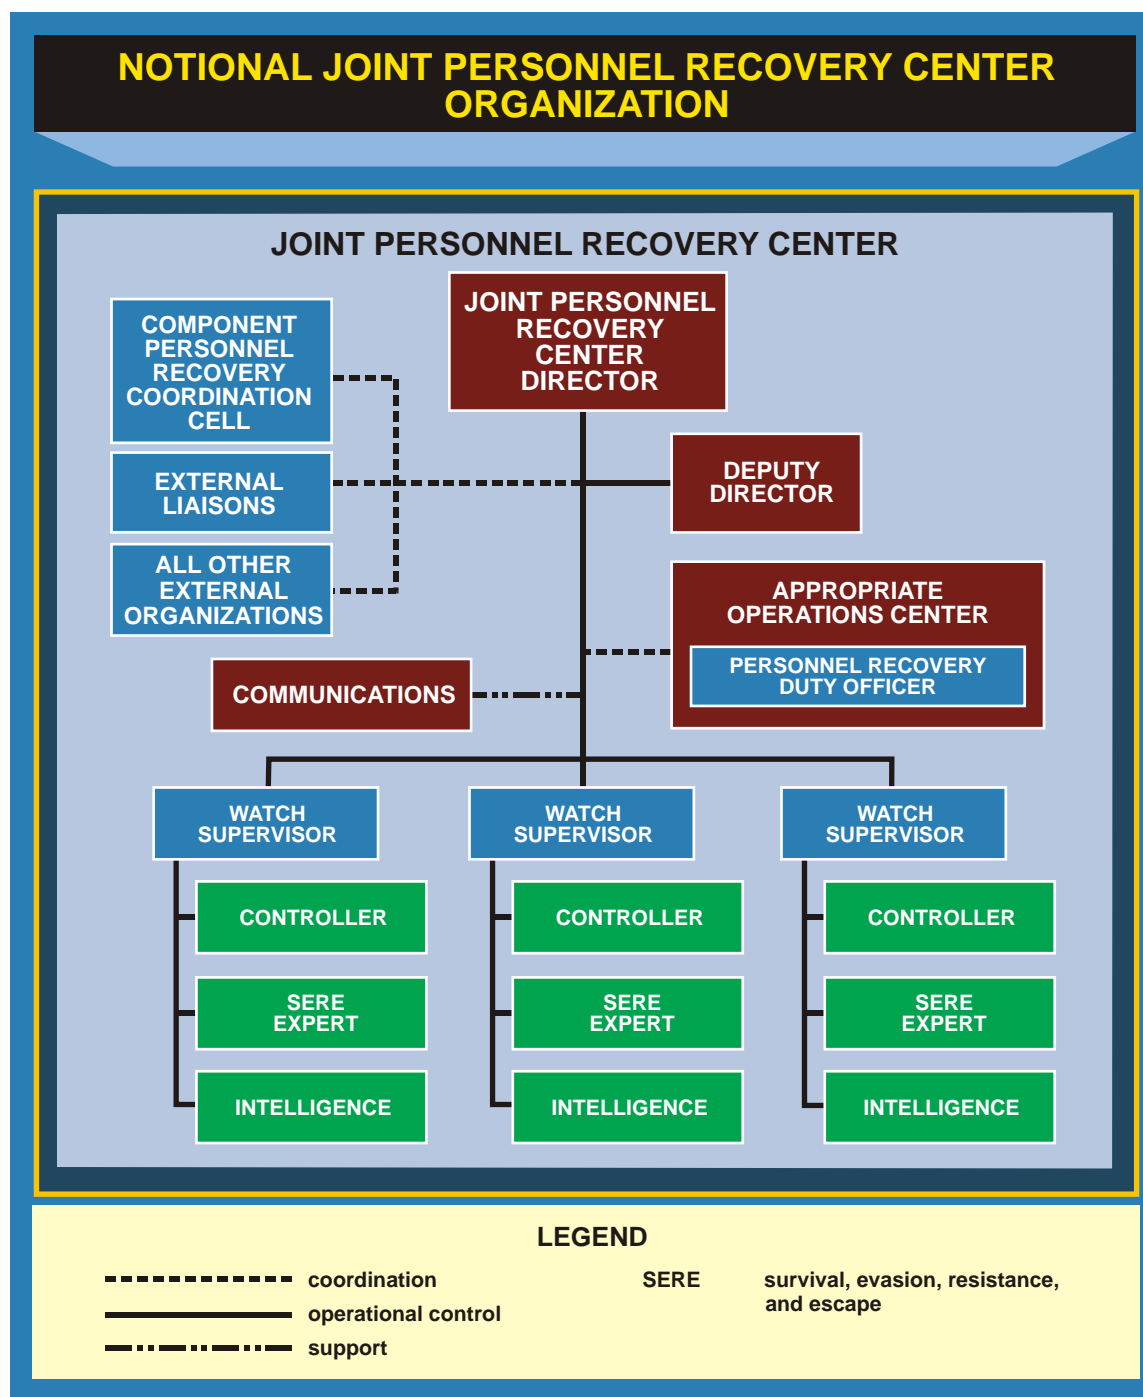 NOTIONAL JOINT PERSONNEL RECOVERY CENTER
ORGANIZATION
JOINT PERSONNEL RECOVERY CENTER
JOINT PERSONNEL
RECOVERY
CENTER
DIRECTOR
COMPONENT
PERSONNEL
RECOVERY
COORDINATION
CELL
EXTERNAL
LIAISONS
DEPUTY
DIRECTOR
ALL OTHER
EXTERNAL
ORGANIZATIONS
APPROPRIATE
OPERATIONS CENTER
PERSONNEL RECOVERY
DUTY OFFICER
COMMUNICATIONS
WATCH
SUPERVISOR
WATCH
SUPERVISOR
WATCH
SUPERVISOR
CONTROLLER
CONTROLLER
CONTROLLER
SERE
EXPERT
SERE
EXPERT
SERE
EXPERT
INTELLIGENCE
INTELLIGENCE
INTELLIGENCE
LEGEND
coordination
operational control
support
SERE survival, evasion, resistance,
and escape